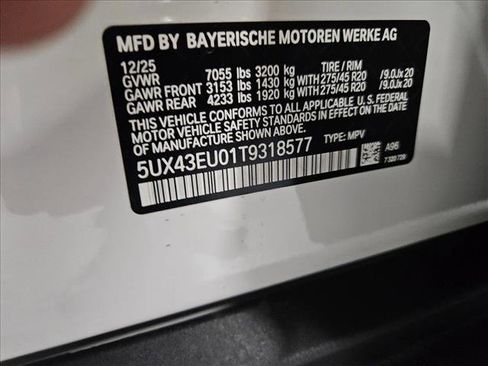 MFD BY BAYERISCHE MOTOREN WERKE AG
12/25 TIRE / RIM
GVWR 7055 lbs 3200 kg
GAWR FRONT 3153 lbs 1430 kg WITH 275/45 R20 /9.0Jx20
GAWR REAR 4233 lbs 1920 kg WITH 275/45 R20 /9.0Jx20
THIS VEHICLE CONFORMS TO ALL APPLICABLE U.S. FEDERAL
MOTOR VEHICLE SAFETY STANDARDS IN EFFECT ON THE DATE
OF MANUFACTURE SHOWN ABOVE.
5UX43EU01T9318577 TYPE: MPV
A96